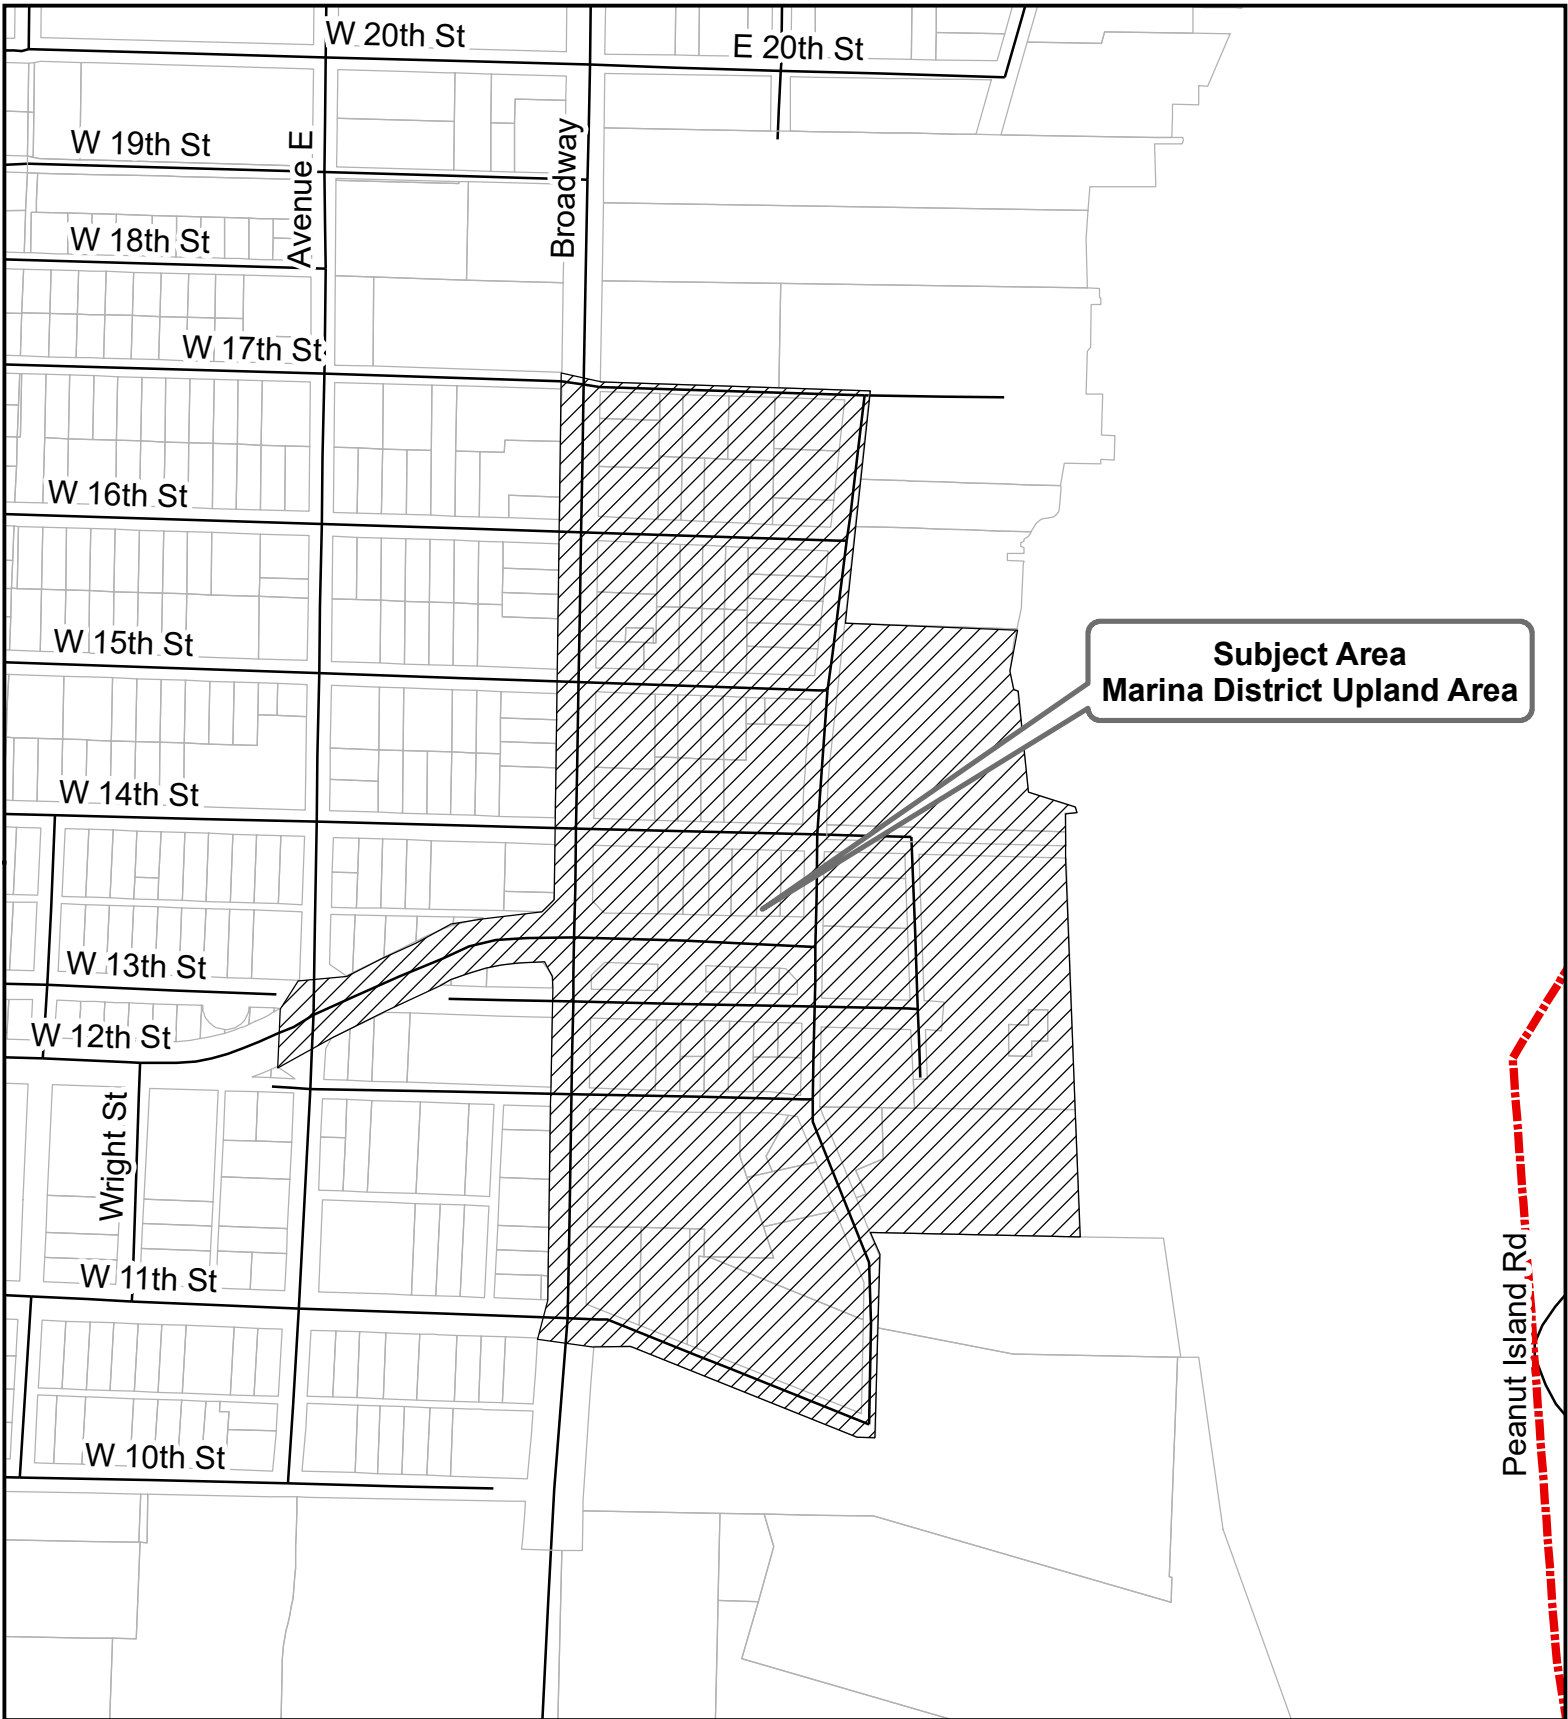 W 20th St
E 20th St
W 19th St
Avenue E
Broadway
W 18th St
W 17th St
W 16th St
W 15th St
Subject Area
Marina District Upland Area
W 14th St
W 13th St
W 12th St
Wright St
W 11th St
Peanut Island Rd
W 10th St